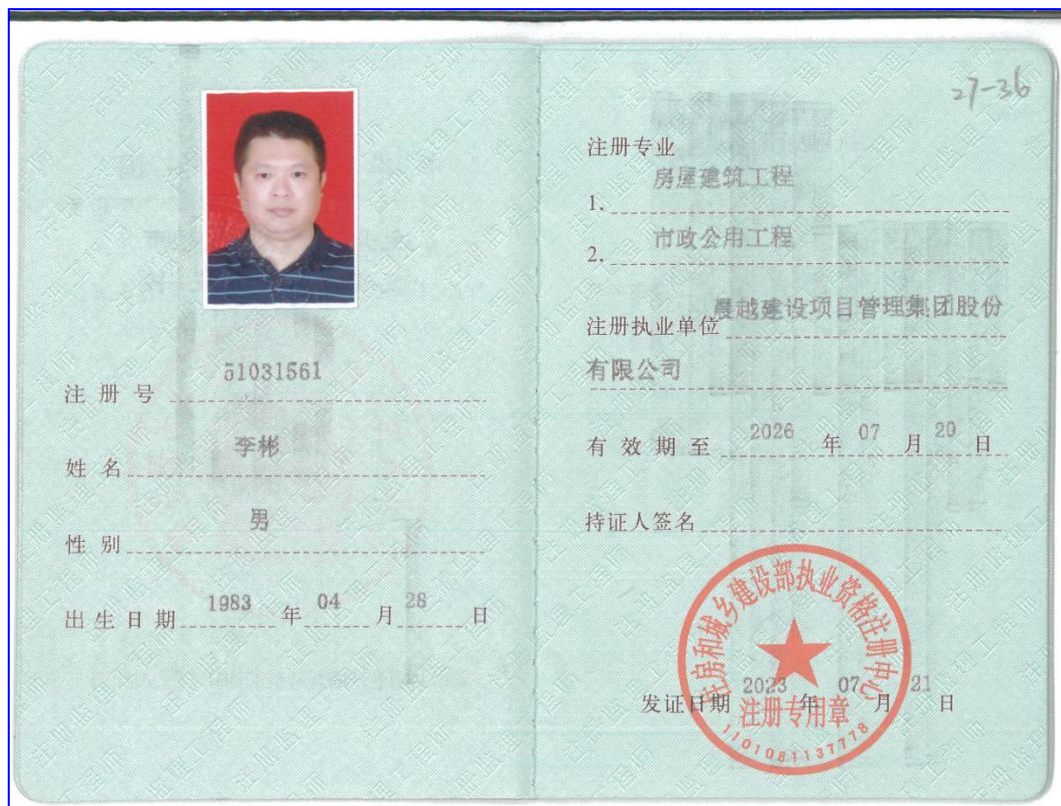 注册号 51031561
姓名 李彬
性别 男
出生日期 1983 年 04 月 28 日
27-36
注册专业
1. 房屋建筑工程
2. 市政公用工程
注册执业单位 晨越建设项目管理集团股份
有限公司
有效期至 2026 年 07 月 20 日
持证人签名
住房和城乡建设部执业资格注册中心
发证日期 2023 年 07 月 21 日
注册专用章
1101081137778